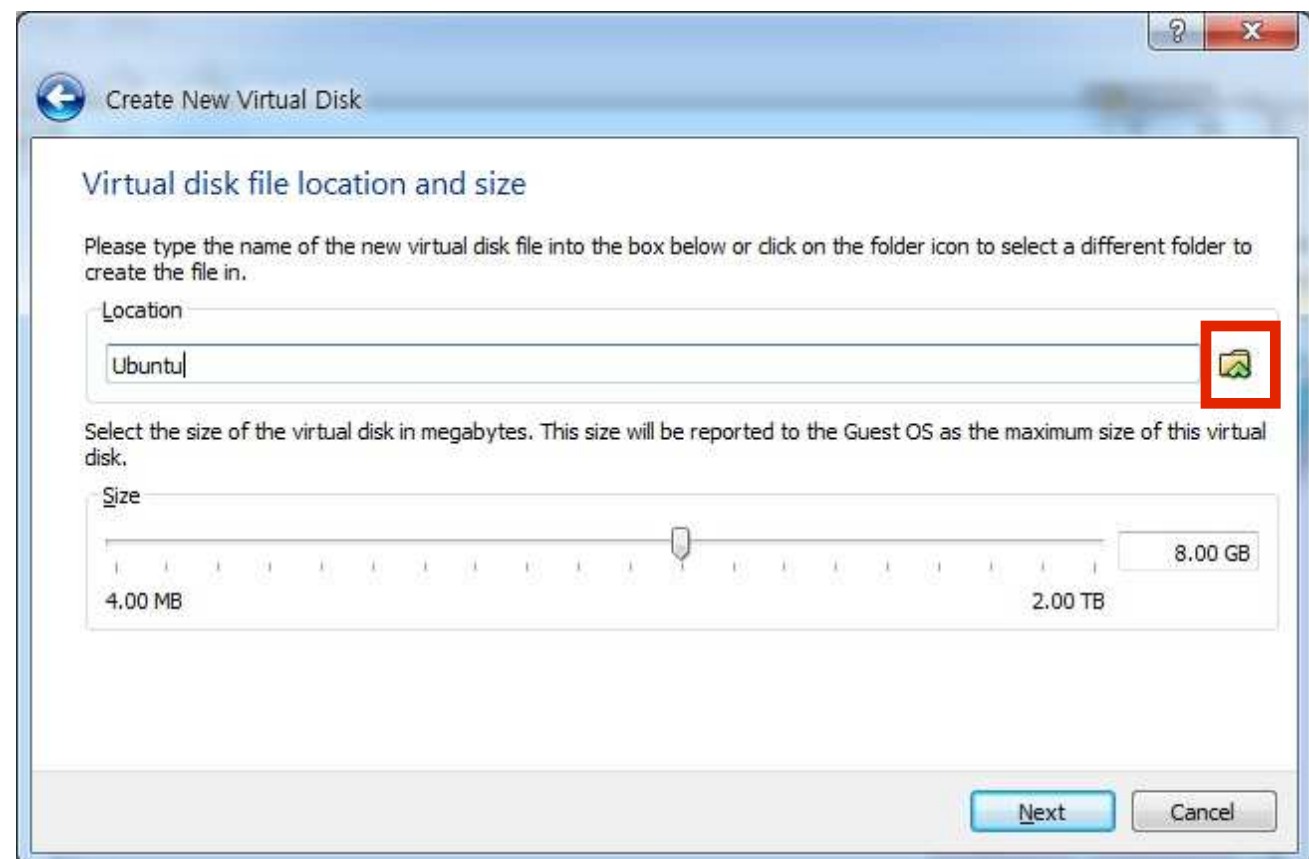 Create New Virtual Disk
Virtual disk file location and size
Please type the name of the new virtual disk file into the box below or click on the folder icon to select a different folder to
create the file in.
Location
Ubuntu
Select the size of the virtual disk in megabytes. This size will be reported to the Guest OS as the maximum size of this virtual
disk.
Size
8.00 GB
4.00 MB 2.00 TB
Next Cancel